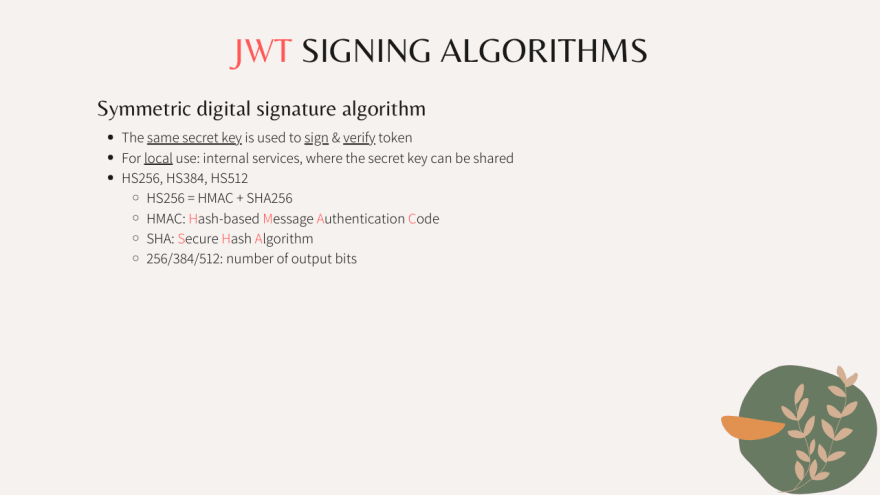 JWT SIGNING ALGORITHMS
Symmetric digital signature algorithm
• The same secret key is used to sign & verify token
• For local use: internal services, where the secret key can be shared
• HS256, HS384, HS512
○ HS256 = HMAC + SHA256
○ HMAC: Hash-based Message Authentication Code
○ SHA: Secure Hash Algorithm
○ 256/384/512: number of output bits